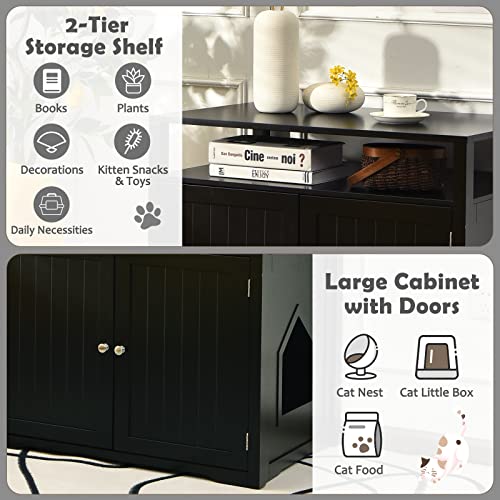 2-Tier
Storage Shelf
Books
Plants
Decorations
Kitten Snacks
& Toys
Daily Necessities
Cine noi ?
Large Cabinet
with Doors
Cat Nest
Cat Little Box
Cat Food